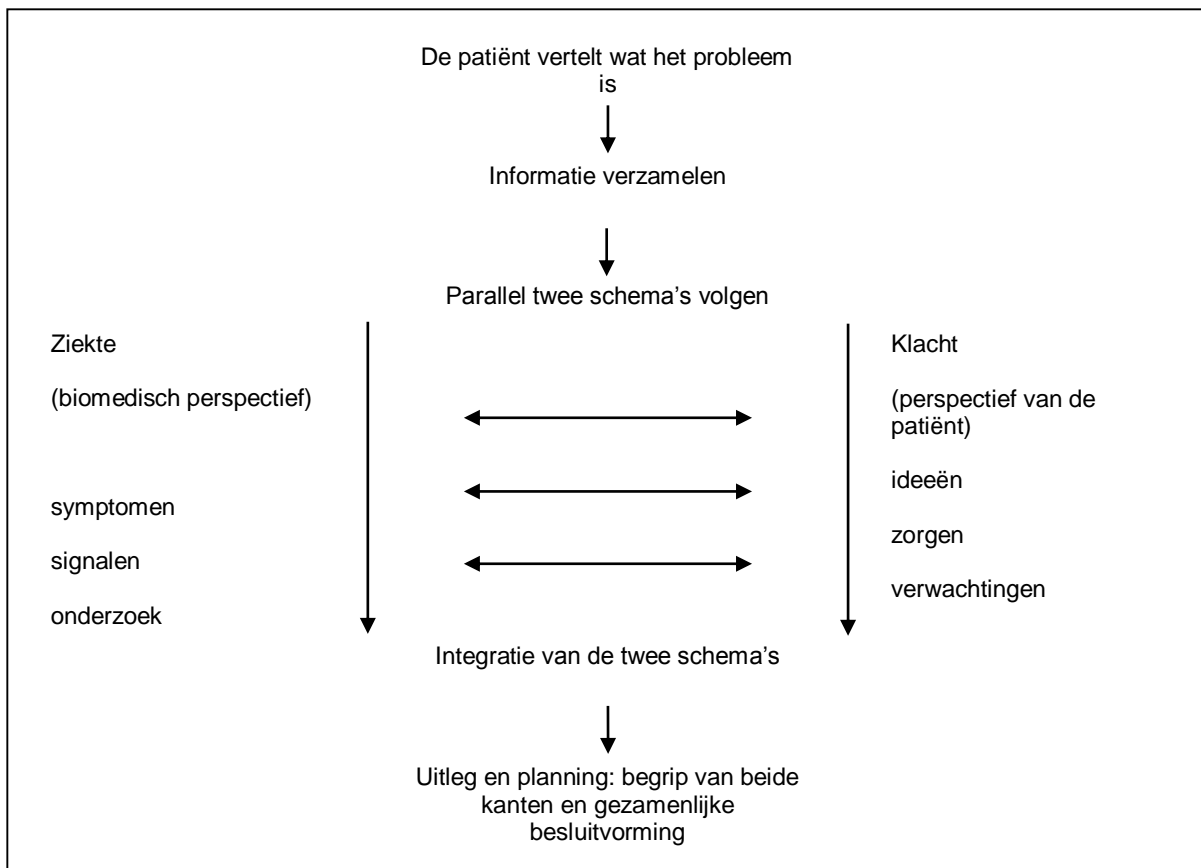 De patiënt vertelt wat het probleem
is
Informatie verzamelen
Parallel twee schema’s volgen
Ziekte
(biomedisch perspectief)
symptomen
signalen
onderzoek
Klacht
(perspectief van de
patiënt)
ideeën
zorgen
verwachtingen
Integratie van de twee schema’s
Uitleg en planning: begrip van beide
kanten en gezamenlijke
besluitvorming